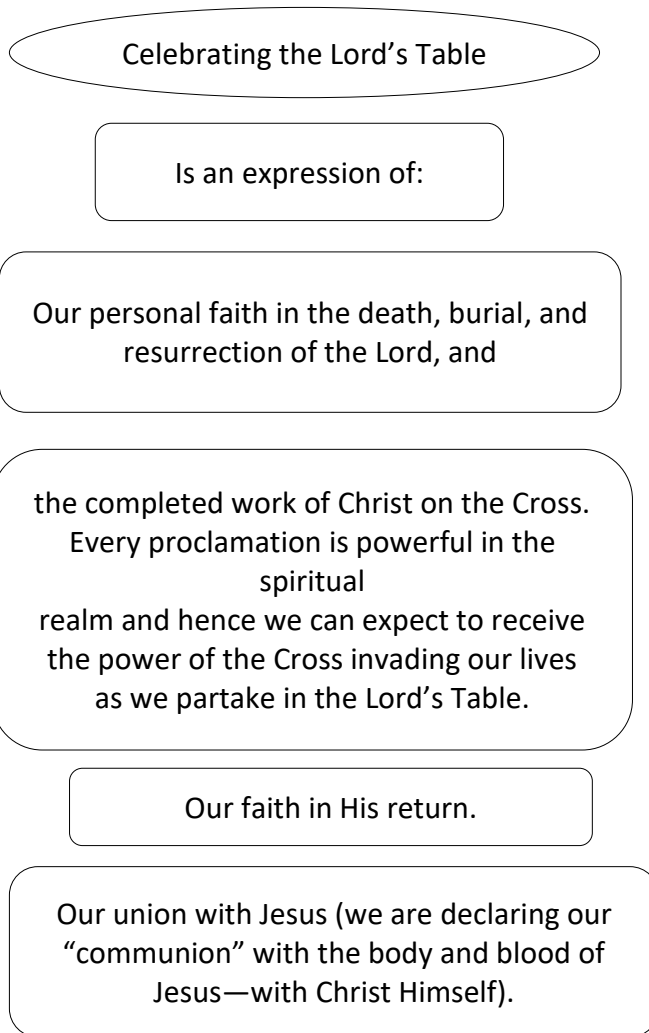 Celebrating the Lord’s Table
Is an expression of:
Our personal faith in the death, burial, and
resurrection of the Lord, and
the completed work of Christ on the Cross.
Every proclamation is powerful in the
spiritual
realm and hence we can expect to receive
the power of the Cross invading our lives
as we partake in the Lord’s Table.
Our faith in His return.
Our union with Jesus (we are declaring our
“communion” with the body and blood of
Jesus—with Christ Himself).